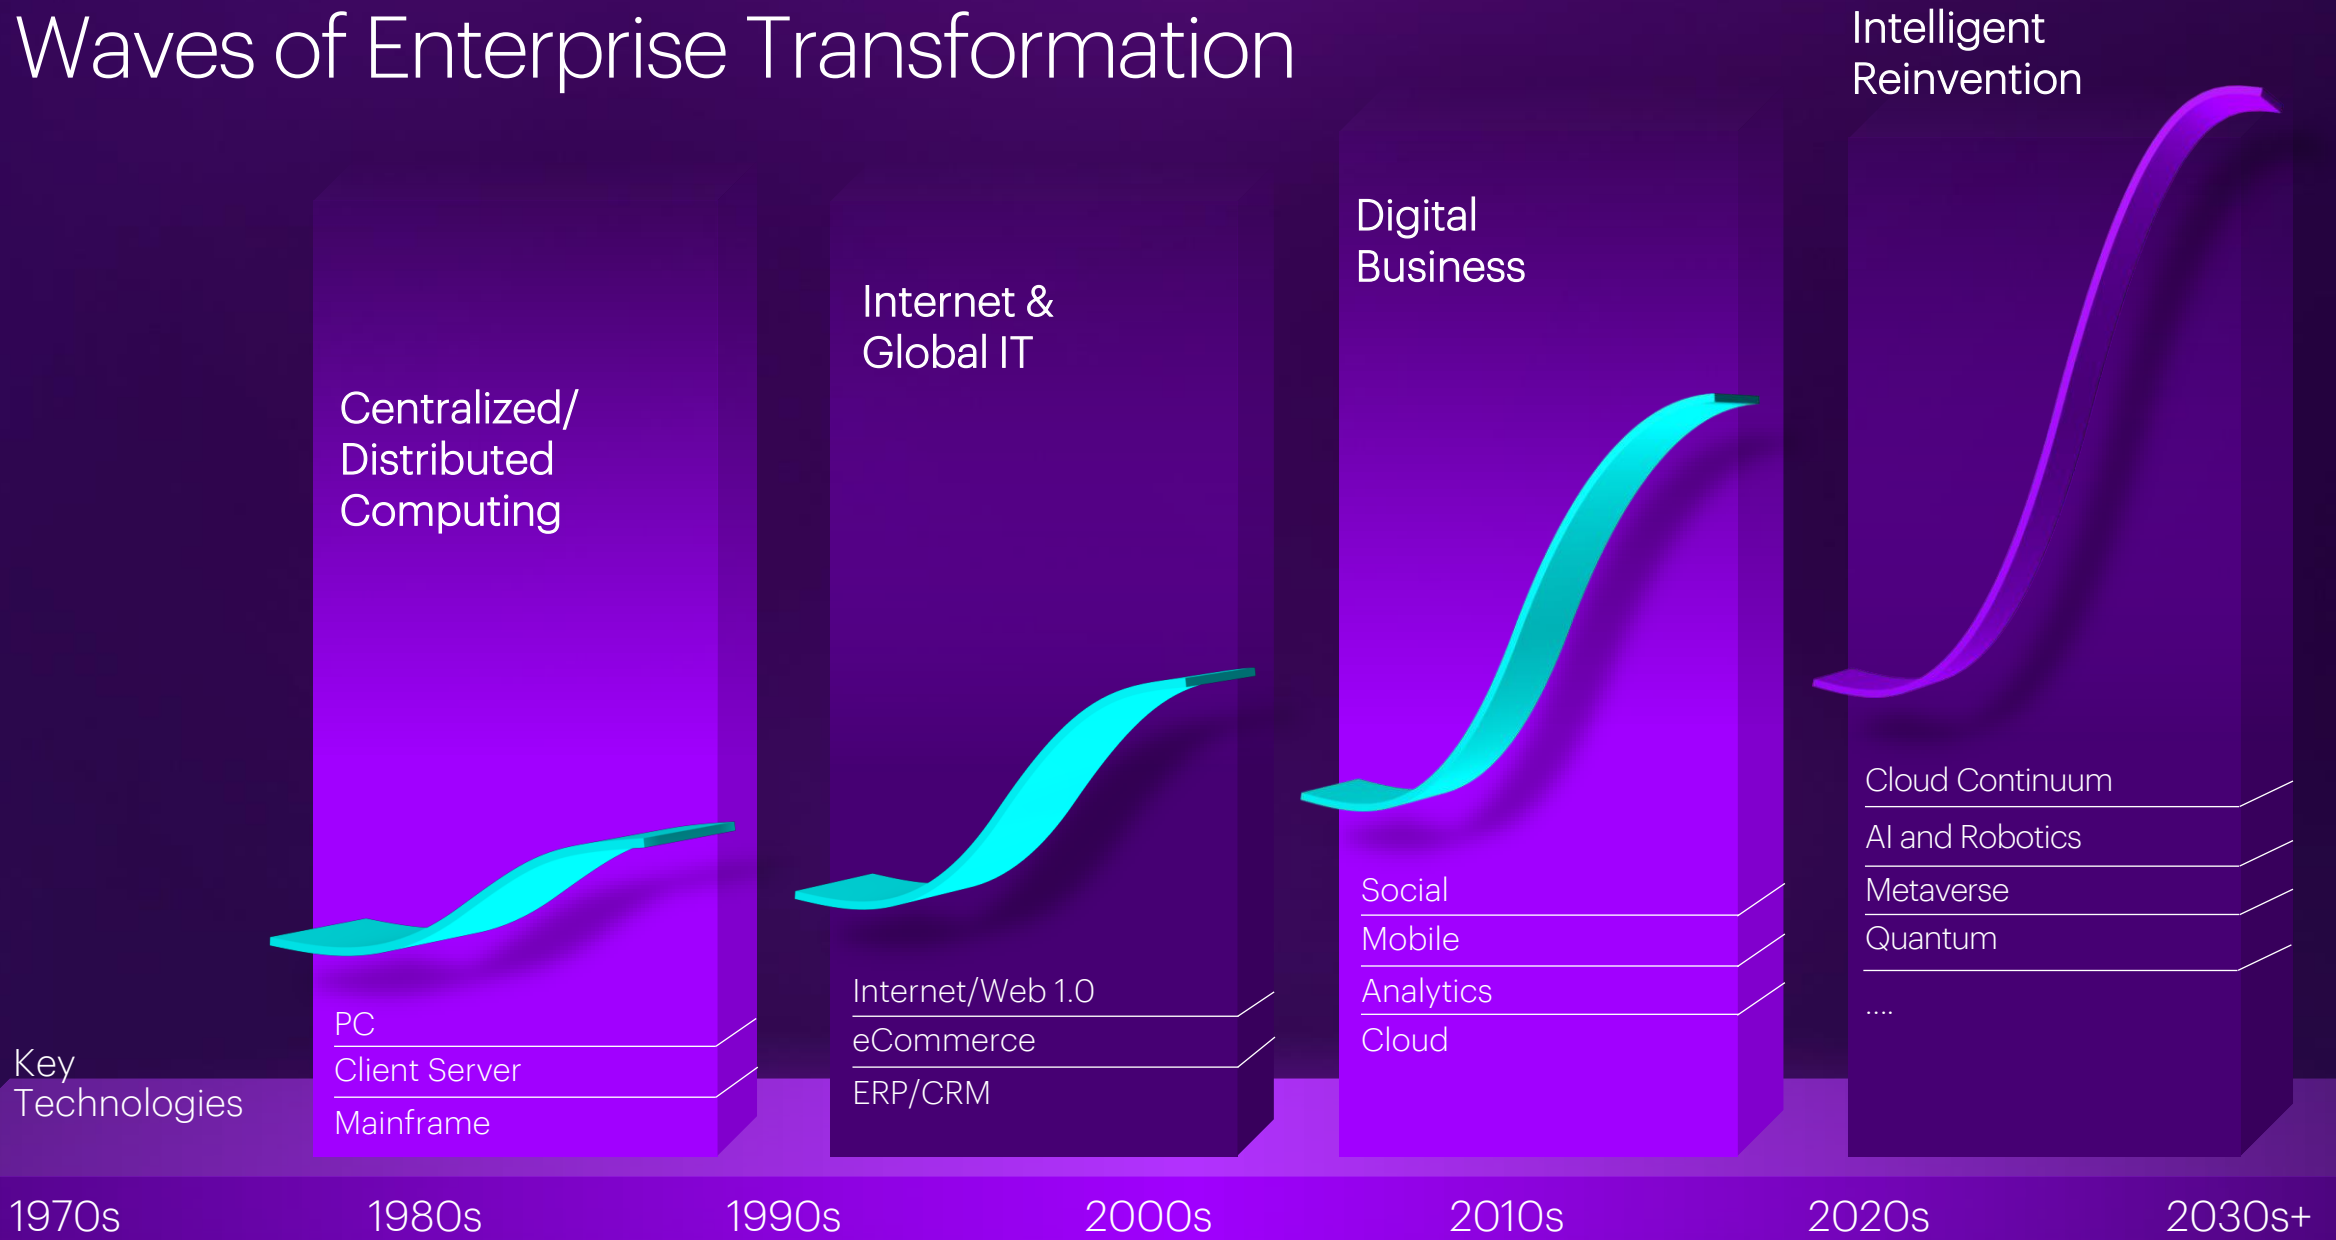 Waves of Enterprise Transformation
Centralized/
Distributed
Computing
PC
Client Server
Mainframe
Internet &
Global IT
Internet/Web 1.0
eCommerce
ERP/CRM
Digital
Business
Social
Mobile
Analytics
Cloud
Intelligent
Reinvention
Cloud Continuum
AI and Robotics
Metaverse
Quantum
....
Key
Technologies
1970s
1980s
1990s
2000s
2010s
2020s
2030s+